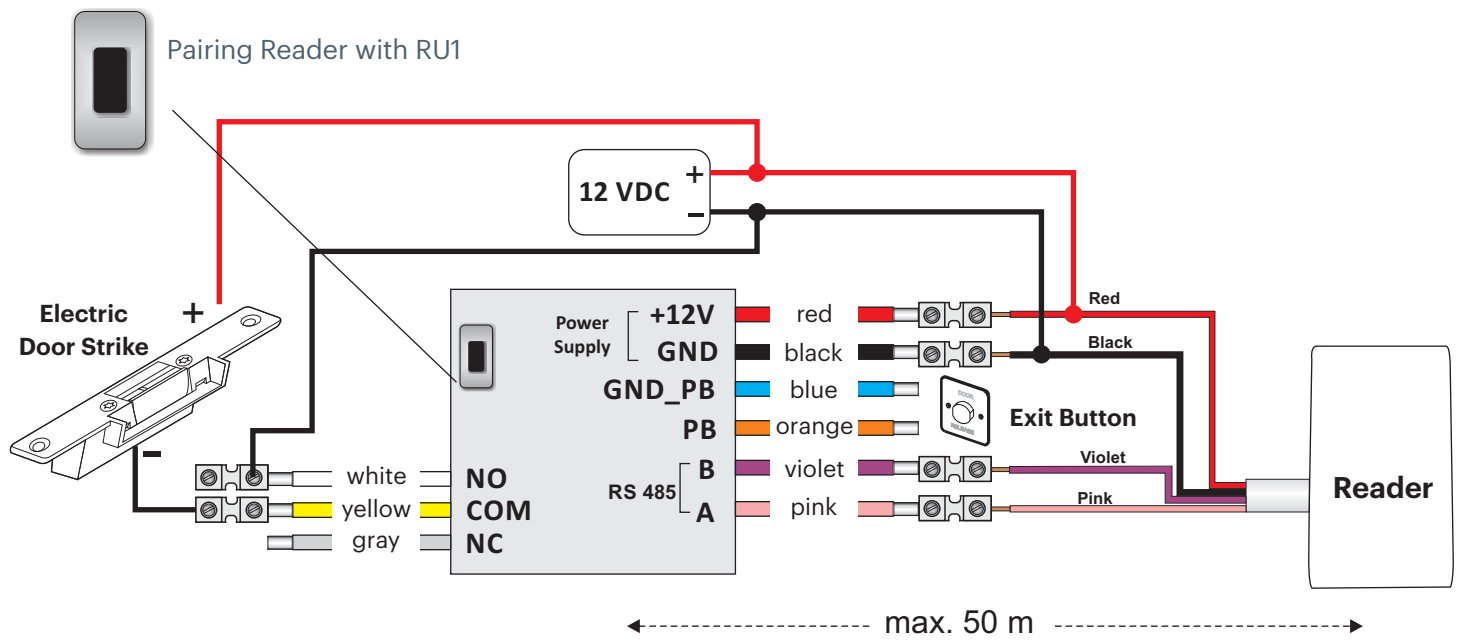 Pairing Reader with RU1
12 VDC
+
−
Electric
Door Strike
+
−
Power
Supply
+12V
GND
GND_PB
PB
RS 485
B
A
NO
COM
NC
white
yellow
gray
red
black
blue
orange
violet
pink
DOOR
RELEASE
Exit Button
Red
Black
Violet
Pink
Reader
max. 50 m